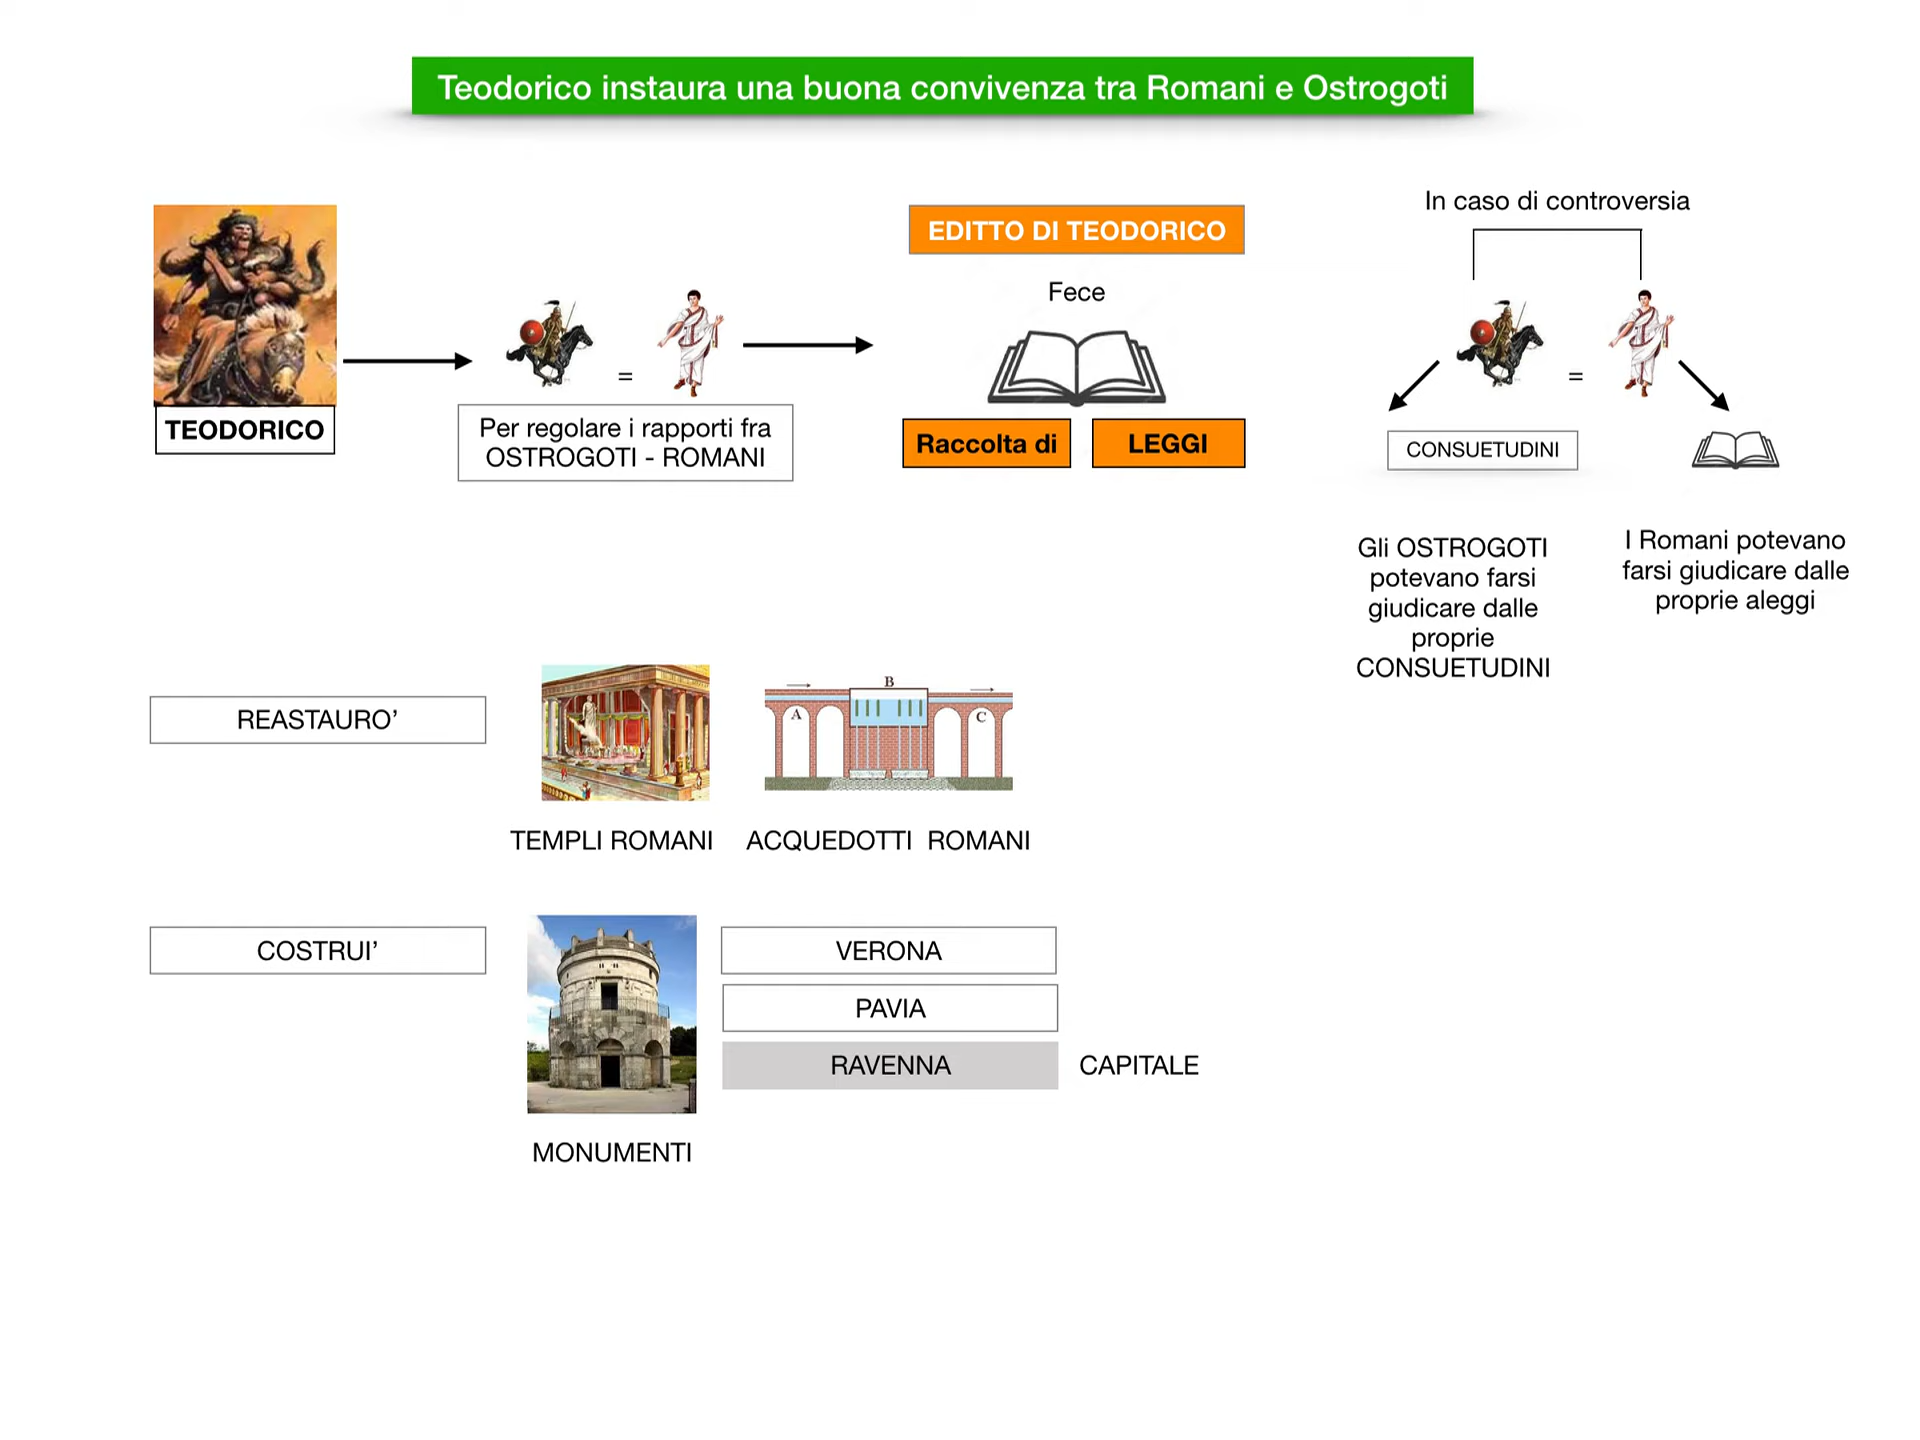 Teodorico instaura una buona convivenza tra Romani e Ostrogoti
TEODORICO
=
Per regolare i rapporti fra
OSTROGOTI - ROMANI
EDITTO DI TEODORICO
Fece
Raccolta di
LEGGI
In caso di controversia
=
CONSUETUDINI
Gli OSTROGOTI
potevano farsi
giudicare dalle
proprie
CONSUETUDINI
I Romani potevano
farsi giudicare dalle
proprie aleggi
REASTAURO’
A
B
C
TEMPLI ROMANI
ACQUEDOTTI  ROMANI
COSTRUI’
VERONA
PAVIA
RAVENNA
CAPITALE
MONUMENTI